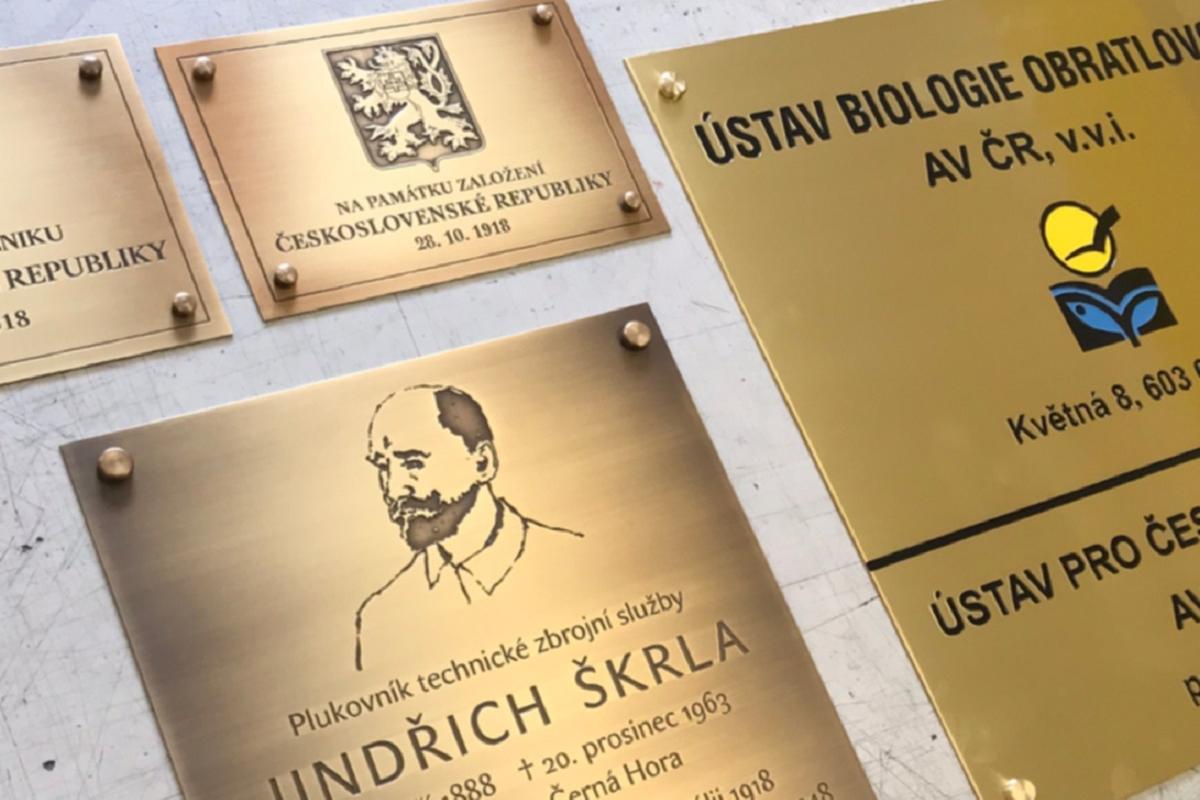 NIKU
REPUBLIKY
18
NA PAMÁTKU ZALOŽENÍ
ČESKOSLOVENSKÉ REPUBLIKY
28. 10. 1918
Plukovník technické zbrojní služby
JINDŘICH ŠKRLA
1888 † 20. prosinec 1963
Černá Hora
1918
ÚSTAV BIOLOGIE OBRATLOV
AV ČR, v.v.i.
Květná 8, 603
ÚSTAV PRO ČES
AV